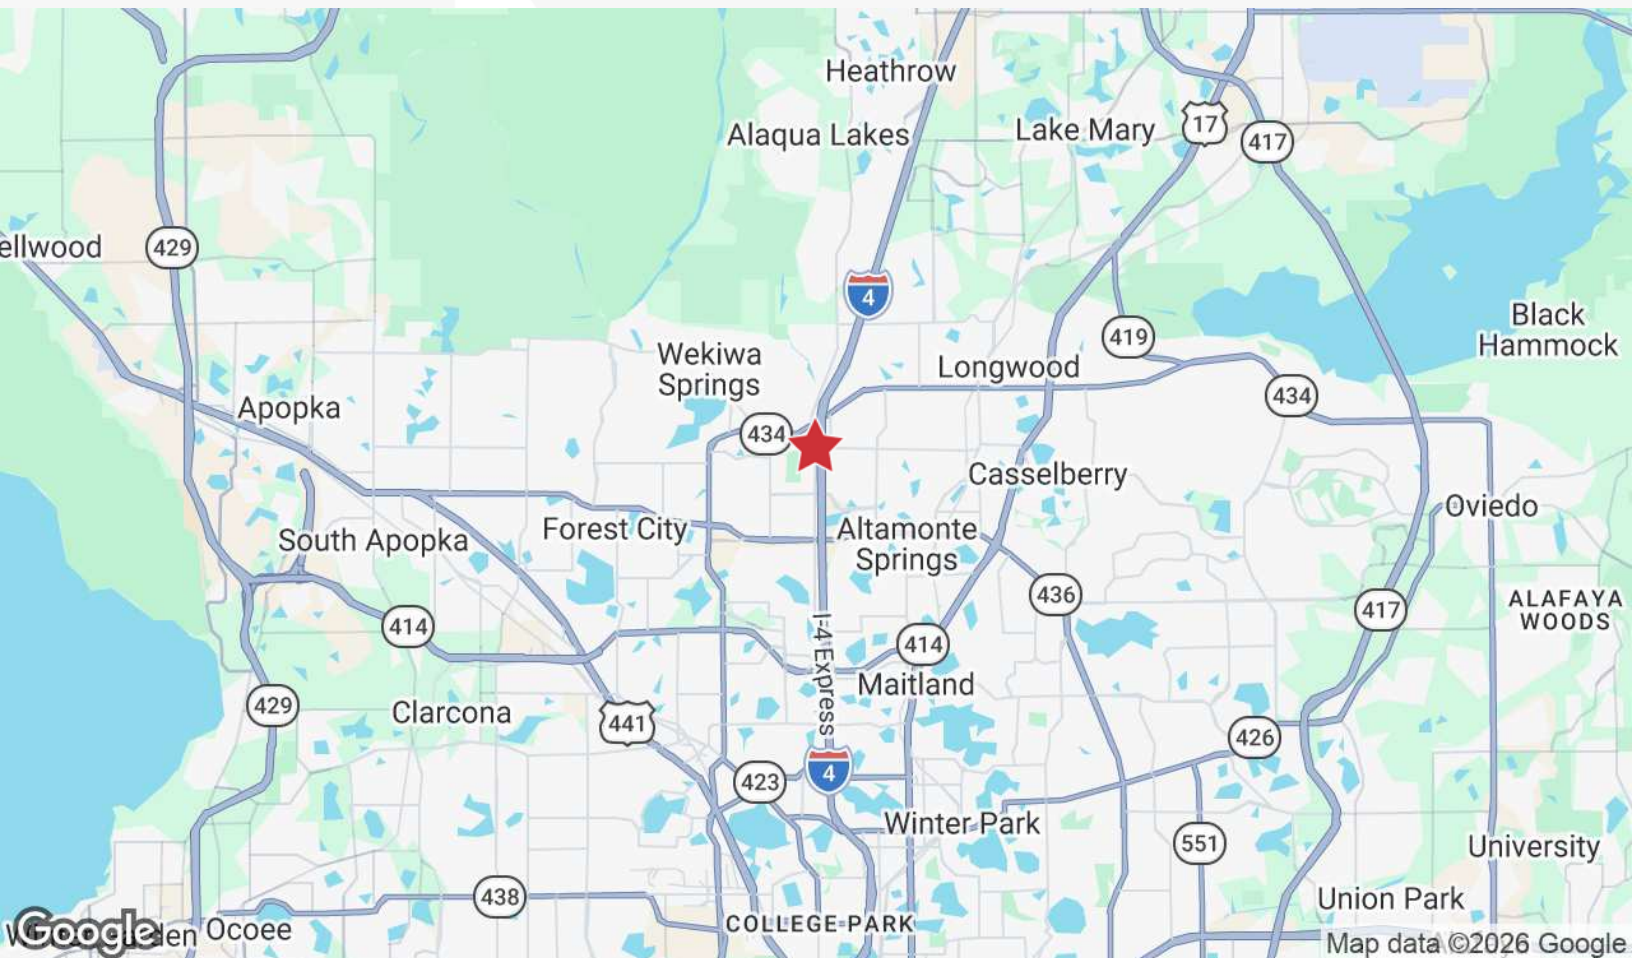 Heathrow
Alaqua Lakes
Lake Mary
17
417
ellwood
429
4
Black
Hammock
419
Wekiwa
Springs
Longwood
434
Apopka
434
Casselberry
Oviedo
South Apopka
Forest City
Altamonte
Springs
436
ALAFAYA
WOODS
417
414
I-4 Express
414
Maitland
429
Clarcona
441
426
423
4
Winter Park
551
University
438
Union Park
COLLEGE PARK
Google
Ocoee
Map data ©2026 Google